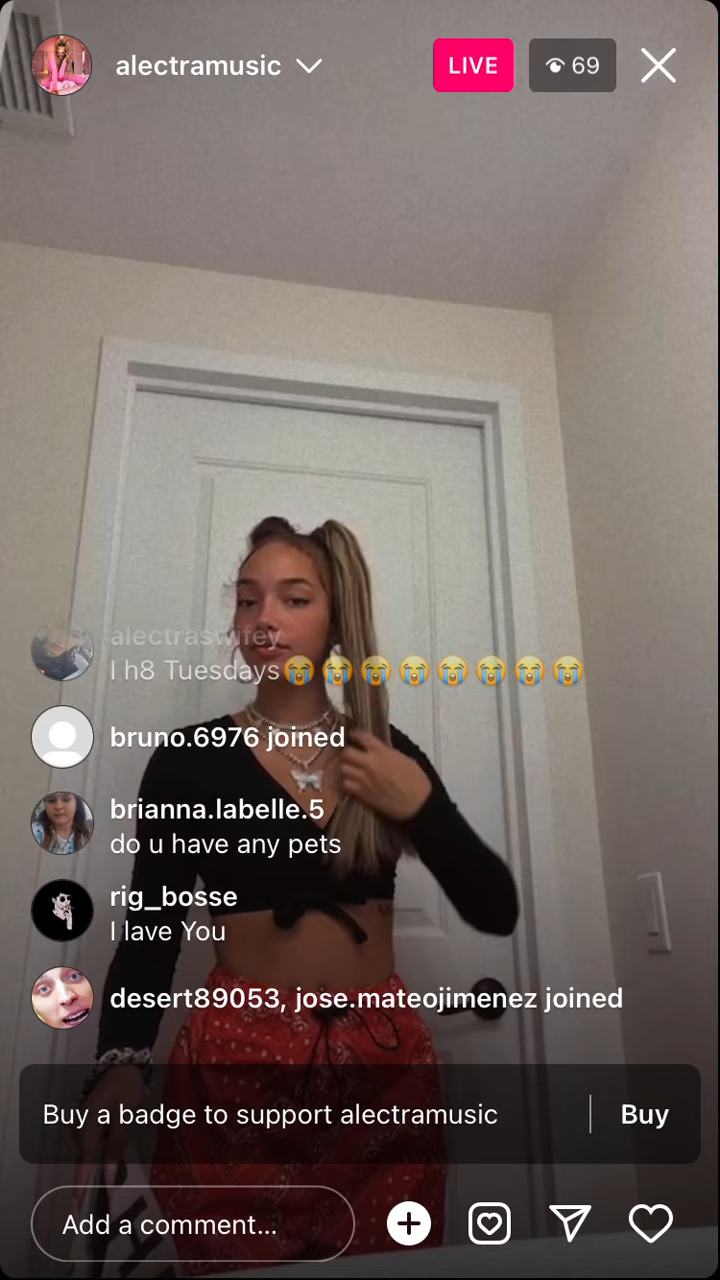 alectramusic
LIVE
69
alectraswifey
I h8 Tuesdays😭😭😭😭😭😭😭😭
bruno.6976 joined
brianna.labelle.5
do u have any pets
rig_bosse
I lave You
desert89053, jose.mateojimenez joined
Buy a badge to support alectramusic
Buy
Add a comment...